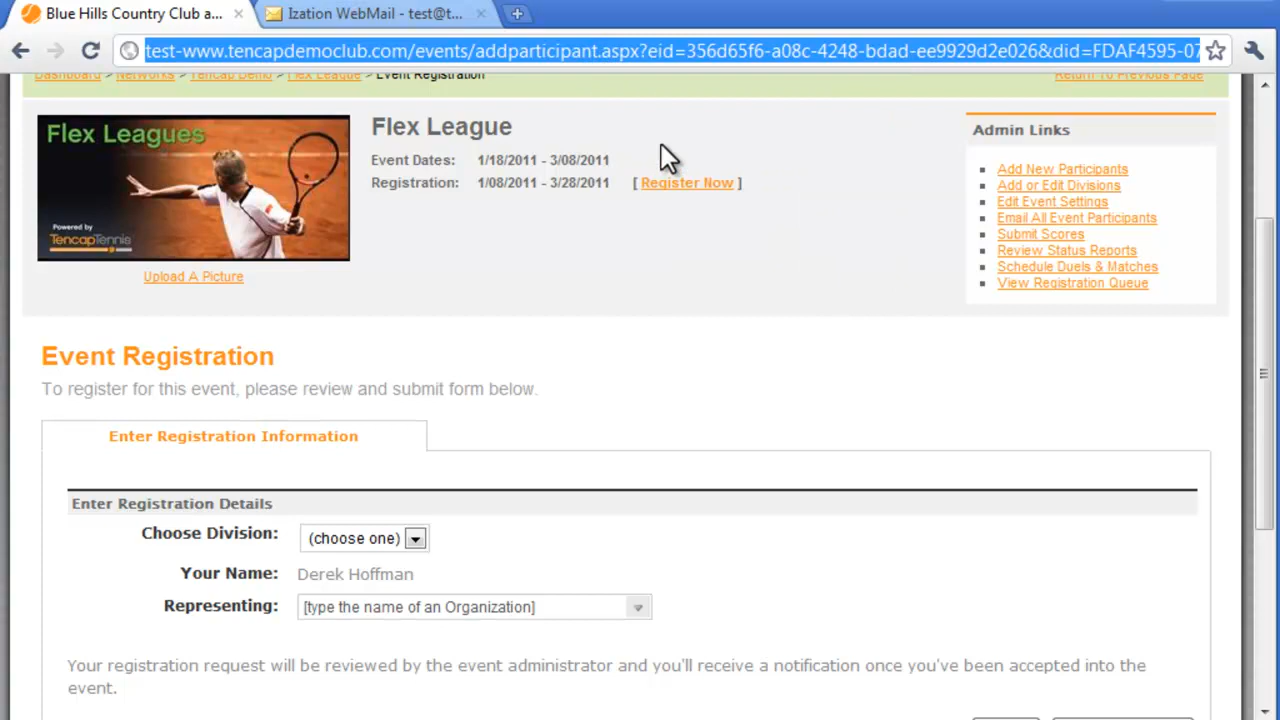 Blue Hills Country Club a...
Ization WebMail - test@t...
test-www.tencapdemoclub.com/events/addparticipant.aspx?eid=356d65f6-a08c-4248-bdad-ee9929d2e026&did=FDAF4595-07
Dashboard > Networks > Tencap Demo > Flex League > Event Registration
Return To Previous Page
Flex Leagues
Powered by
TencapTennis
Upload A Picture
Flex League
Event Dates: 1/18/2011 - 3/08/2011
Registration: 1/08/2011 - 3/28/2011 [ Register Now ]
Admin Links
Add New Participants
Add or Edit Divisions
Edit Event Settings
Email All Event Participants
Submit Scores
Review Status Reports
Schedule Duels & Matches
View Registration Queue
Event Registration
To register for this event, please review and submit form below.
Enter Registration Information
Enter Registration Details
Choose Division: (choose one)
Your Name: Derek Hoffman
Representing: [type the name of an Organization]
Your registration request will be reviewed by the event administrator and you'll receive a notification once you've been accepted into the
event.